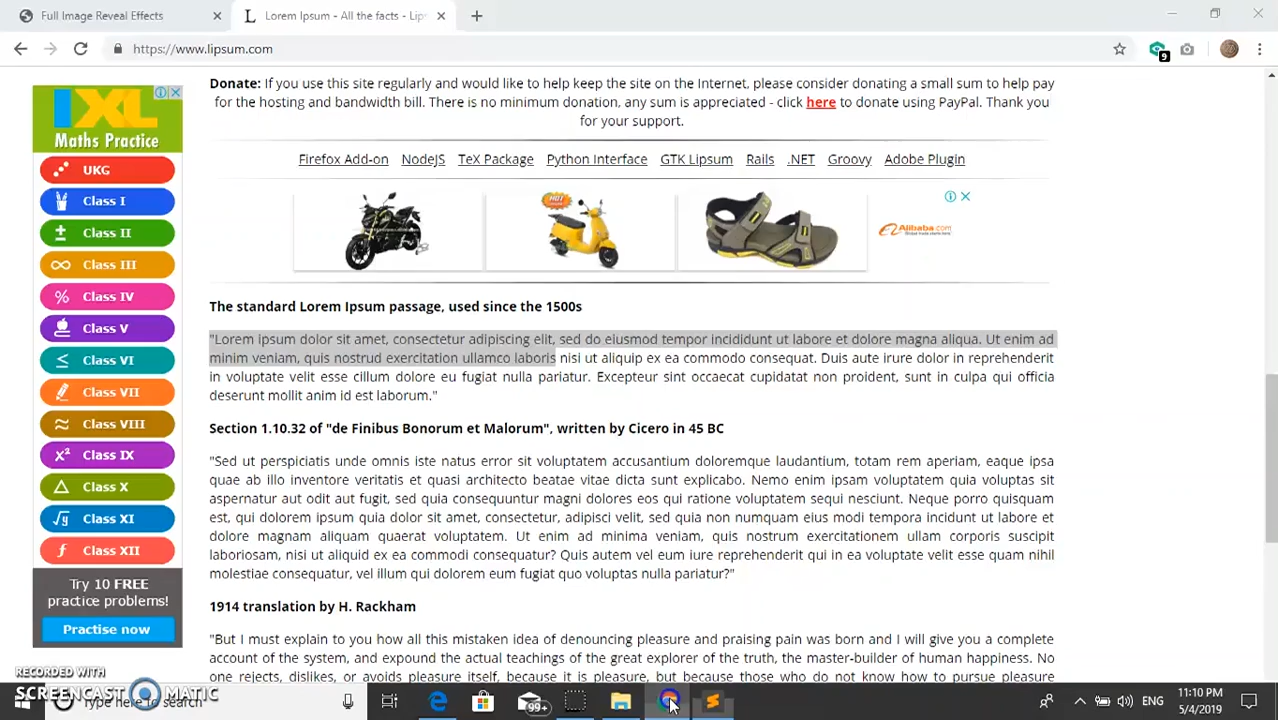 Full Image Reveal Effects
Lorem Ipsum - All the facts - Lips
https://www.lipsum.com
9
Donate: If you use this site regularly and would like to help keep the site on the Internet, please consider donating a small sum to help pay
for the hosting and bandwidth bill. There is no minimum donation, any sum is appreciated - click here to donate using PayPal. Thank you
for your support.
IXL
Maths Practice
UKG
Class I
Class II
Class III
Class IV
Class V
Class VI
Class VII
Class VIII
Class IX
Class X
Class XI
Class XII
Try 10 FREE
practice problems!
Practise now
Firefox Add-on NodeJS TeX Package Python Interface GTK Lipsum Rails .NET Groovy Adobe Plugin
HOT
Alibaba.com
The standard Lorem Ipsum passage, used since the 1500s
"Lorem ipsum dolor sit amet, consectetur adipiscing elit, sed do eiusmod tempor incididunt ut labore et dolore magna aliqua. Ut enim ad
minim veniam, quis nostrud exercitation ullamco laboris nisi ut aliquip ex ea commodo consequat. Duis aute irure dolor in reprehenderit
in voluptate velit esse cillum dolore eu fugiat nulla pariatur. Excepteur sint occaecat cupidatat non proident, sunt in culpa qui officia
deserunt mollit anim id est laborum."
Section 1.10.32 of "de Finibus Bonorum et Malorum", written by Cicero in 45 BC
"Sed ut perspiciatis unde omnis iste natus error sit voluptatem accusantium doloremque laudantium, totam rem aperiam, eaque ipsa
quae ab illo inventore veritatis et quasi architecto beatae vitae dicta sunt explicabo. Nemo enim ipsam voluptatem quia voluptas sit
aspernatur aut odit aut fugit, sed quia consequuntur magni dolores eos qui ratione voluptatem sequi nesciunt. Neque porro quisquam
est, qui dolorem ipsum quia dolor sit amet, consectetur, adipisci velit, sed quia non numquam eius modi tempora incidunt ut labore et
dolore magnam aliquam quaerat voluptatem. Ut enim ad minima veniam, quis nostrum exercitationem ullam corporis suscipit
laboriosam, nisi ut aliquid ex ea commodi consequatur? Quis autem vel eum iure reprehenderit qui in ea voluptate velit esse quam nihil
molestiae consequatur, vel illum qui dolorem eum fugiat quo voluptas nulla pariatur?"
1914 translation by H. Rackham
"But I must explain to you how all this mistaken idea of denouncing pleasure and praising pain was born and I will give you a complete
account of the system, and expound the actual teachings of the great explorer of the truth, the master-builder of human happiness. No
one rejects, dislikes, or avoids pleasure itself, because it is pleasure, but because those who do not know how to pursue pleasure
RECORDED WITH
SCREENCAST MATIC
Type here to search
99+
ENG
11:10 PM
5/4/2019